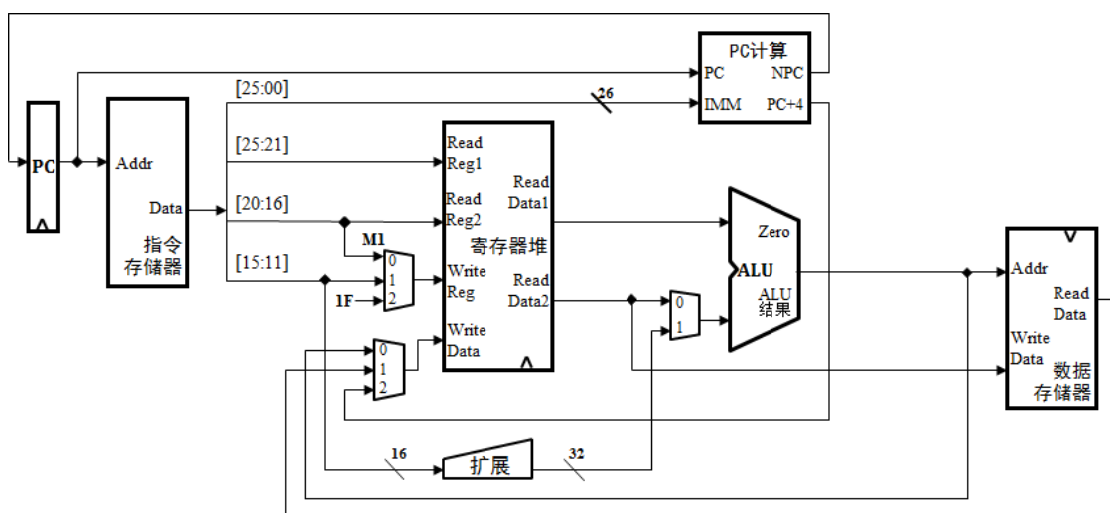 PC计算
PC
NPC
IMM
PC+4
[25:00]
26
[25:21]
[20:16]
[15:11]
PC
Addr
Data
指令
存储器
M1
0
1
2
1F
Read
Reg1
Read
Reg2
Write
Reg
Write
Data
Read
Data1
寄存器堆
Read
Data2
0
1
2
0
1
Zero
ALU
ALU
结果
Addr
Read
Data
Write
Data
数据
存储器
16
扩展
32